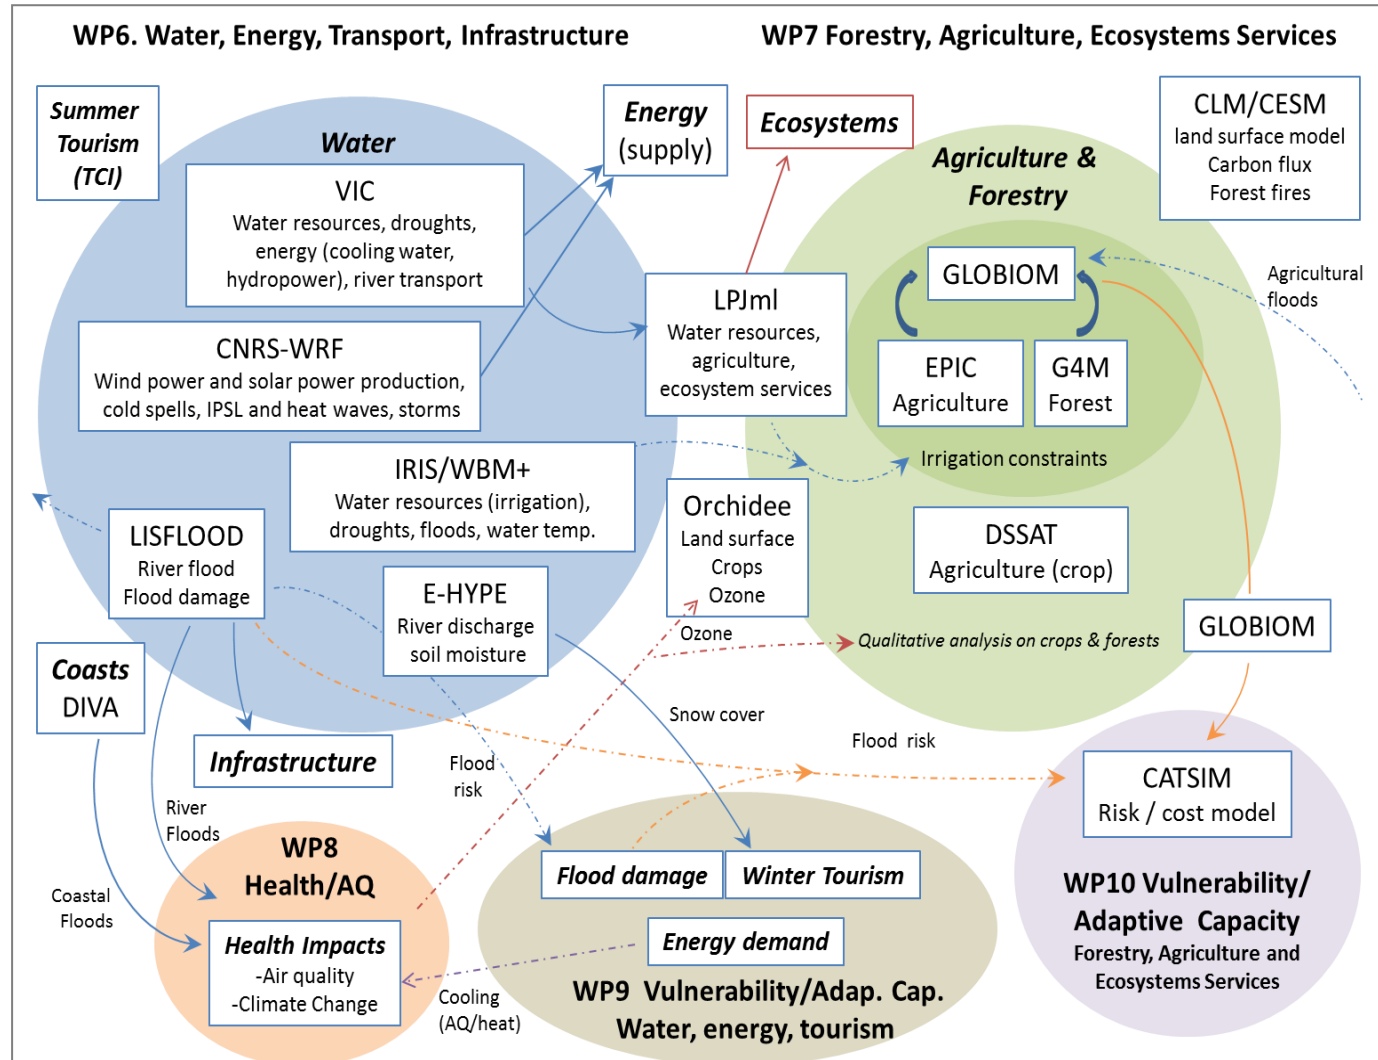 WP6. Water, Energy, Transport, Infrastructure
WP7 Forestry, Agriculture, Ecosystems Services
Summer
Tourism
(TCI)
Water
Energy
(supply)
Ecosystems
Agriculture &
Forestry
CLM/CESM
land surface model
Carbon flux
Forest fires
VIC
Water resources, droughts,
energy (cooling water,
hydropower), river transport
LPJml
Water resources,
agriculture,
ecosystem services
GLOBIOM
Agricultural
floods
CNRS-WRF
Wind power and solar power production,
cold spells, IPSL and heat waves, storms
EPIC
Agriculture
G4M
Forest
IRIS/WBM+
Water resources (irrigation),
droughts, floods, water temp.
Irrigation constraints
Orchidee
Land surface
Crops
Ozone
DSSAT
Agriculture (crop)
LISFLOOD
River flood
Flood damage
E-HYPE
River discharge
soil moisture
Ozone
Qualitative analysis on crops & forests
GLOBIOM
Coasts
DIVA
Infrastructure
Snow cover
Flood
risk
Flood risk
CATSIM
Risk / cost model
River
Floods
Coastal
Floods
WP8
Health/AQ
Health Impacts
-Air quality
-Climate Change
Flood damage
Winter Tourism
Energy demand
Cooling
(AQ/heat)
WP9 Vulnerability/Adap. Cap.
Water, energy, tourism
WP10 Vulnerability/
Adaptive Capacity
Forestry, Agriculture and
Ecosystems Services